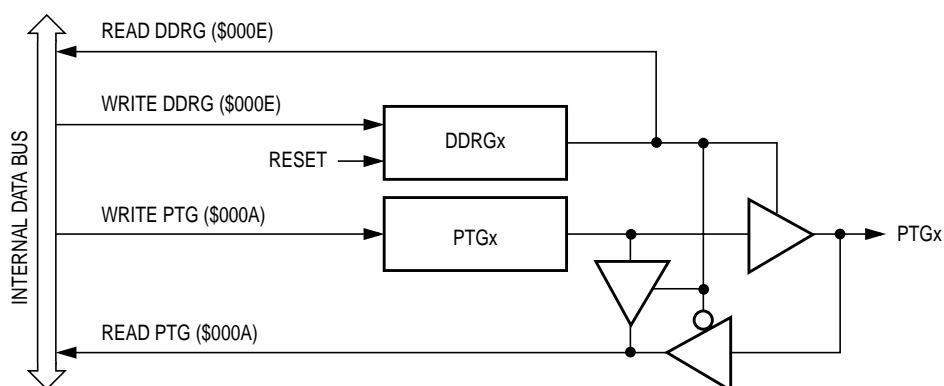 READ DDRG ($000E)
WRITE DDRG ($000E)
DDRGx
RESET
WRITE PTG ($000A)
PTGx
PTGx
READ PTG ($000A)
INTERNAL DATA BUS